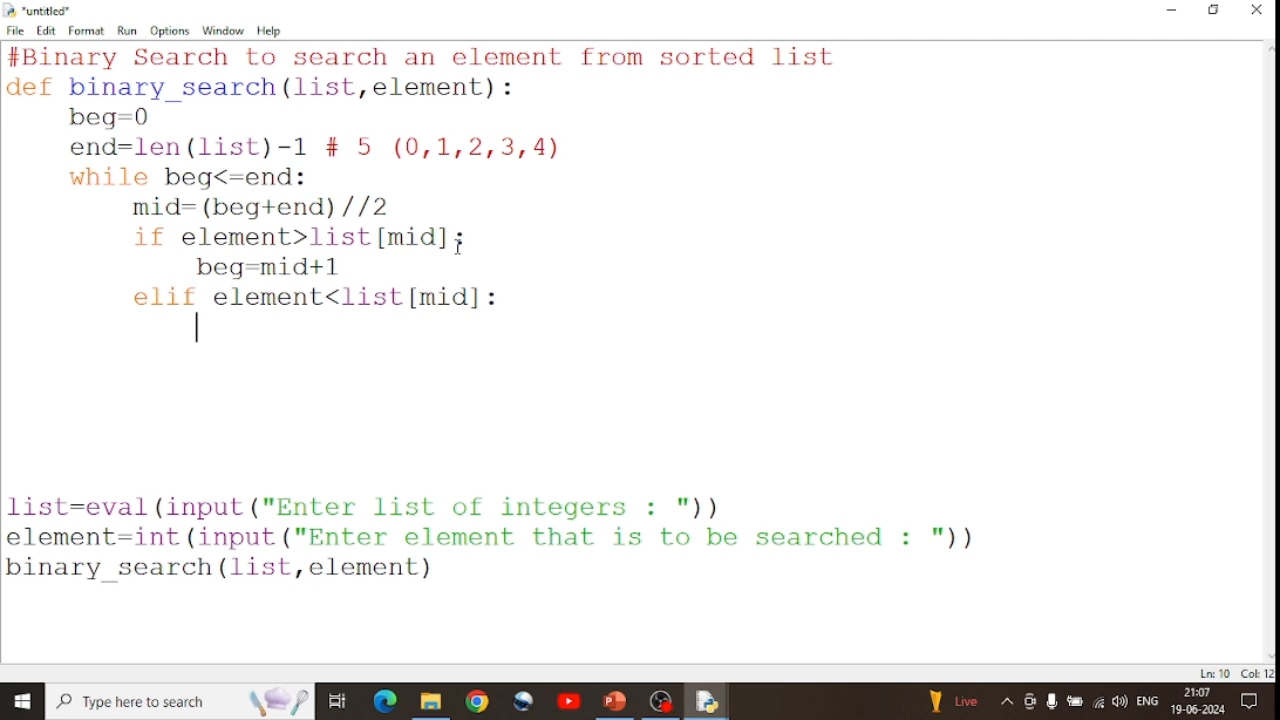 *untitled*
File Edit Format Run Options Window Help
#Binary Search to search an element from sorted list
def binary_search(list,element):
    beg=0
    end=len(list)-1 # 5 (0,1,2,3,4)
    while beg<=end:
        mid=(beg+end)//2
        if element>list[mid]:
            beg=mid+1
        elif element<list[mid]:
list=eval(input("Enter list of integers : "))
element=int(input("Enter element that is to be searched : "))
binary_search(list,element)
Ln: 10 Col: 12
Type here to search Live ENG 21:07
19-06-2024